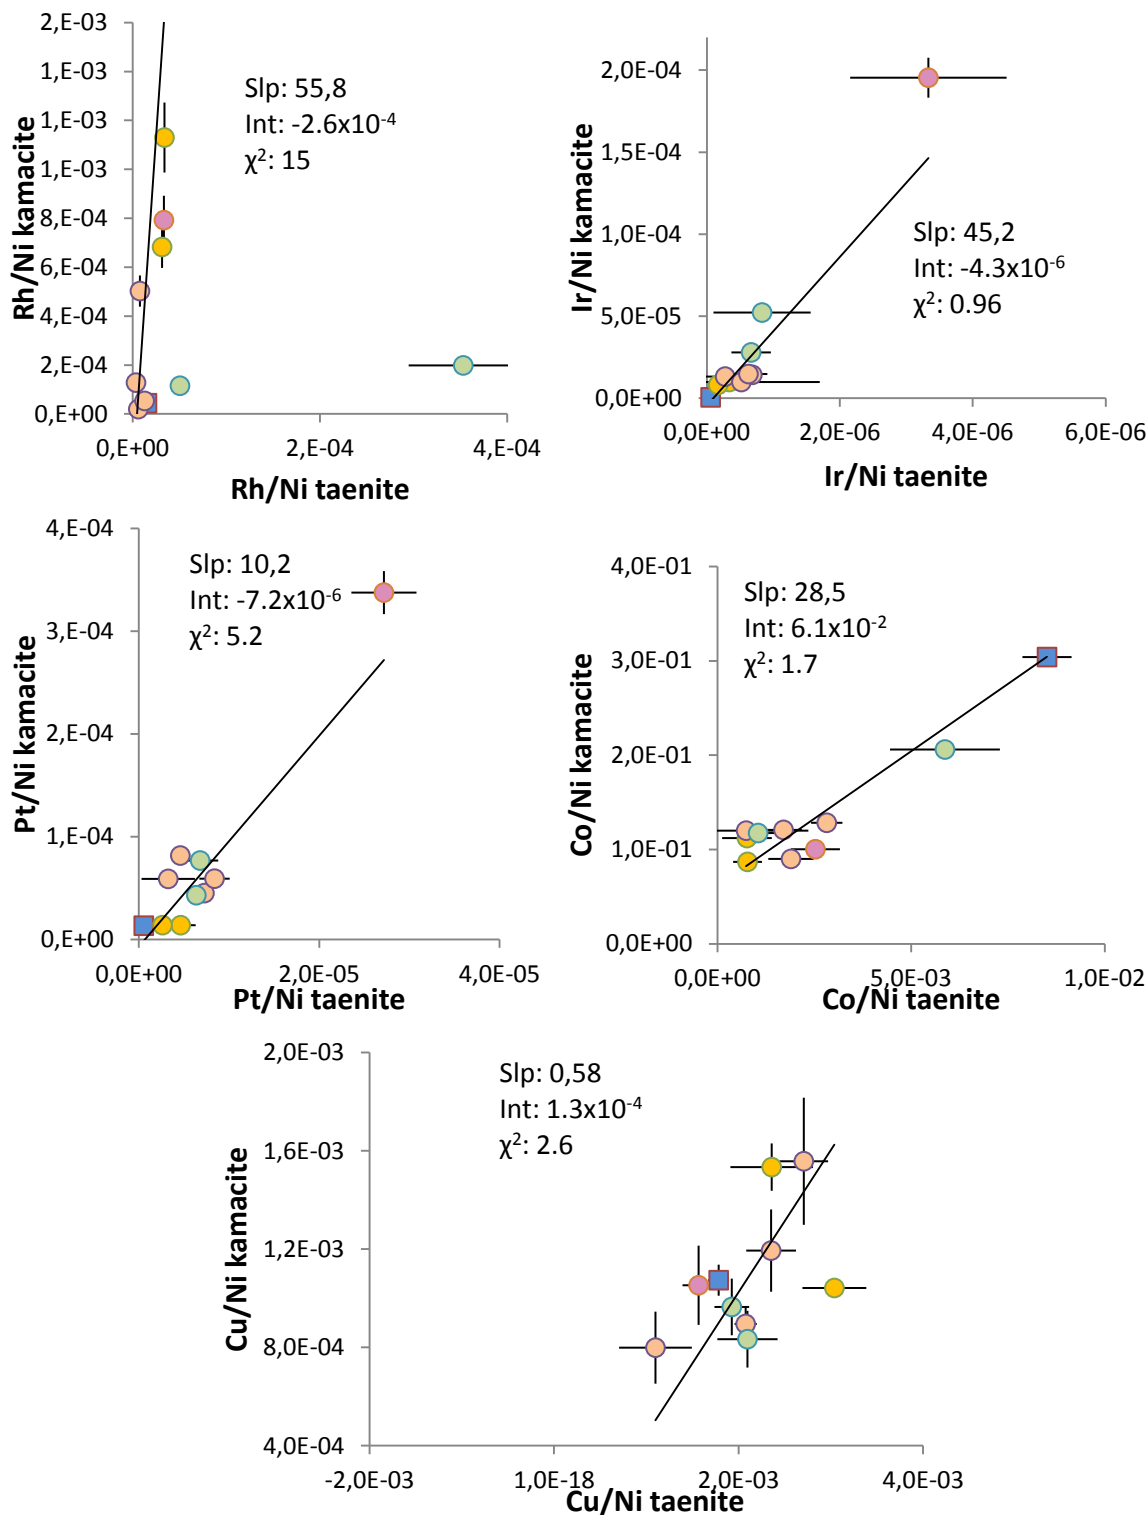 2,E-03
1,E-03
1,E-03
8,E-04
6,E-04
4,E-04
2,E-04
0,E+00
0,E+00
2,E-04
4,E-04
Rh/Ni kamacite
Rh/Ni taenite
Slp: 55,8
Int: -2.6x10⁻⁴
χ²: 15
2,0E-04
1,5E-04
1,0E-04
5,0E-05
0,0E+00
0,0E+00
2,0E-06
4,0E-06
6,0E-06
Ir/Ni kamacite
Ir/Ni taenite
Slp: 45,2
Int: -4.3x10⁻⁶
χ²: 0.96
4,E-04
3,E-04
2,E-04
1,E-04
0,E+00
0,0E+00
2,0E-05
4,0E-05
Pt/Ni kamacite
Pt/Ni taenite
Slp: 10,2
Int: -7.2x10⁻⁶
χ²: 5.2
4,0E-01
3,0E-01
2,0E-01
1,0E-01
0,0E+00
0,0E+00
5,0E-03
1,0E-02
Co/Ni kamacite
Co/Ni taenite
Slp: 28,5
Int: 6.1x10⁻²
χ²: 1.7
2,0E-03
1,6E-03
1,2E-03
8,0E-04
4,0E-04
-2,0E-03
1,0E-18
2,0E-03
4,0E-03
Cu/Ni kamacite
Cu/Ni taenite
Slp: 0,58
Int: 1.3x10⁻⁴
χ²: 2.6